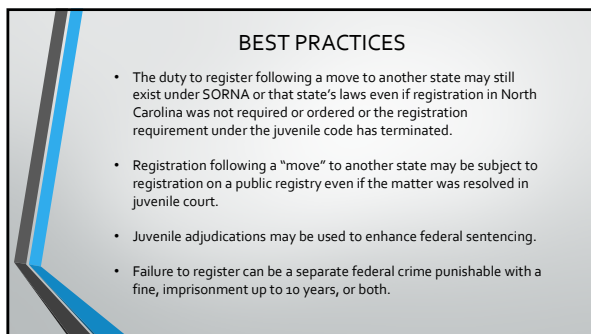 BEST PRACTICES
• The duty to register following a move to another state may still
exist under SORNA or that state's laws even if registration in North
Carolina was not required or ordered or the registration
requirement under the juvenile code has terminated.
• Registration following a "move" to another state may be subject to
registration on a public registry even if the matter was resolved in
juvenile court.
• Juvenile adjudications may be used to enhance federal sentencing.
• Failure to register can be a separate federal crime punishable with a
fine, imprisonment up to 10 years, or both.